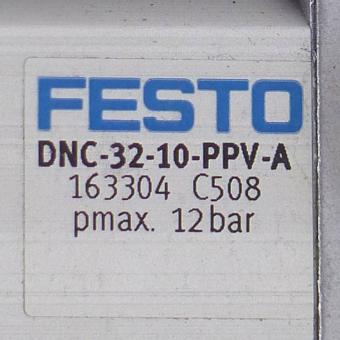 FESTO
DNC-32-10-PPV-A
163304 C508
pmax. 12bar